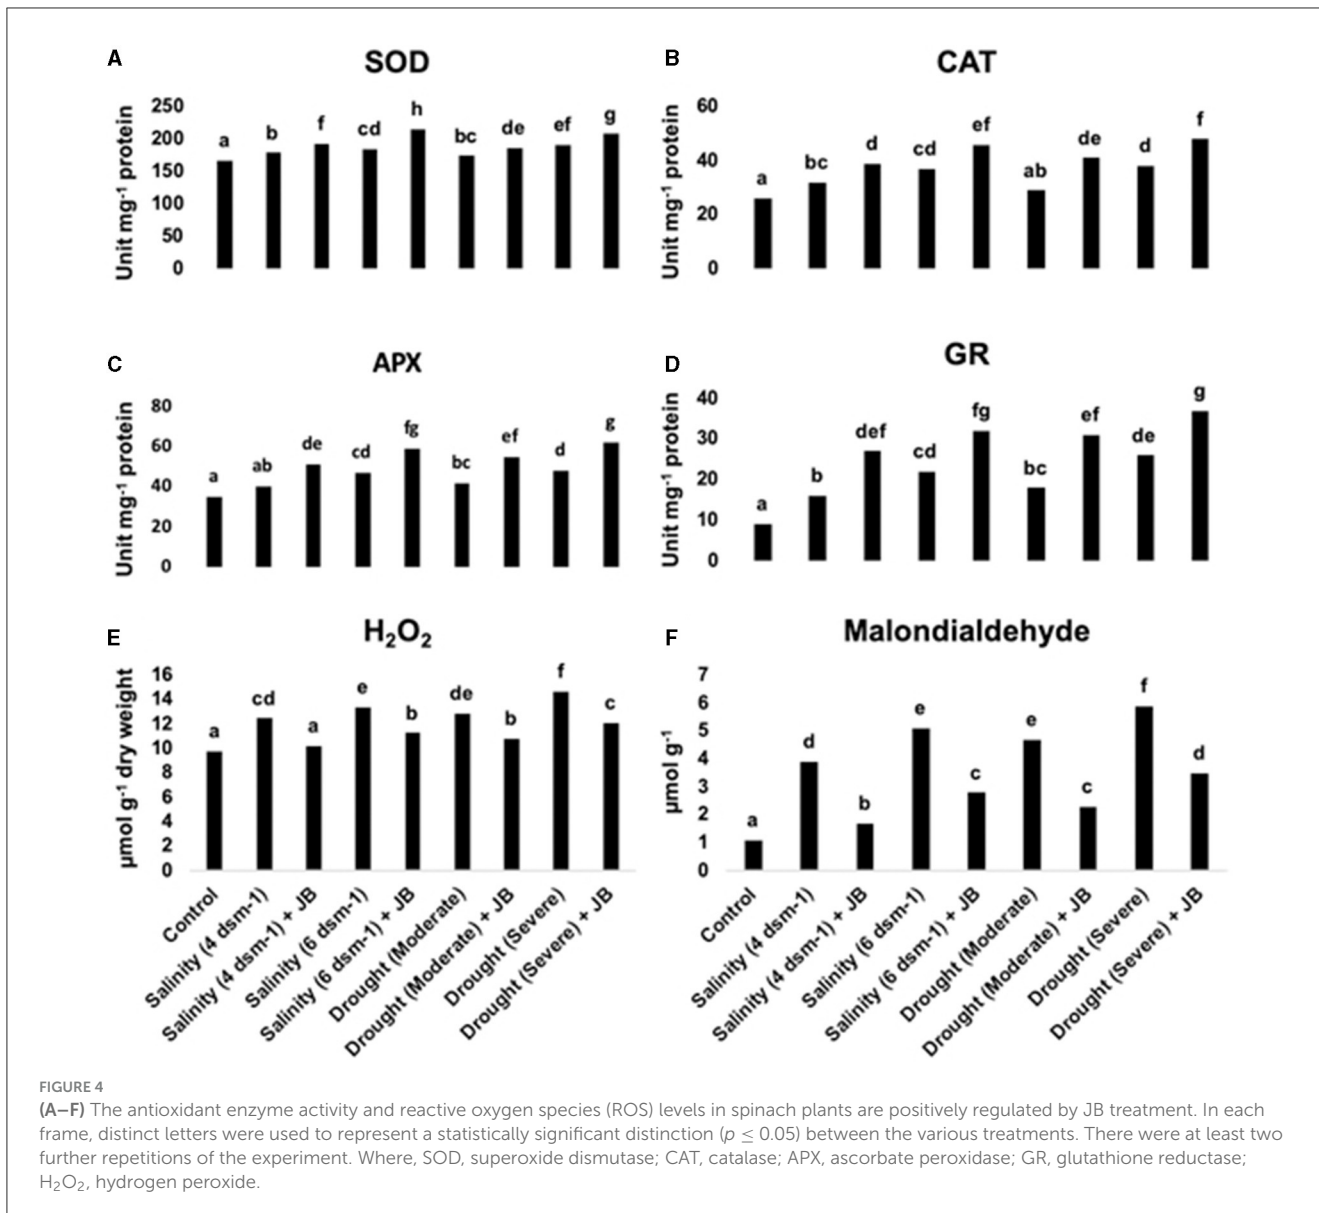 A
SOD
Unit mg⁻¹ protein
250
200
150
100
50
0
a
b
f
cd
h
bc
de
ef
g
B
CAT
Unit mg⁻¹ protein
60
40
20
0
a
bc
d
cd
ef
ab
de
d
f
C
APX
Unit mg⁻¹ protein
80
60
40
20
0
a
ab
de
cd
fg
bc
ef
d
g
D
GR
Unit mg⁻¹ protein
40
30
20
10
0
a
b
def
cd
fg
bc
ef
de
g
E
H₂O₂
µmol g⁻¹ dry weight
16
14
12
10
8
6
4
2
0
a
cd
a
e
b
de
b
f
c
Control
Salinity (4 dsm-1)
Salinity (4 dsm-1) + JB
Salinity (6 dsm-1)
Salinity (6 dsm-1) + JB
Drought (Moderate)
Drought (Moderate) + JB
Drought (Severe)
Drought (Severe) + JB
F
Malondialdehyde
µmol g⁻¹
7
6
5
4
3
2
1
0
a
d
b
e
c
e
c
f
d
Control
Salinity (4 dsm-1)
Salinity (4 dsm-1) + JB
Salinity (6 dsm-1)
Salinity (6 dsm-1) + JB
Drought (Moderate)
Drought (Moderate) + JB
Drought (Severe)
Drought (Severe) + JB
FIGURE 4
(A–F) The antioxidant enzyme activity and reactive oxygen species (ROS) levels in spinach plants are positively regulated by JB treatment. In each
frame, distinct letters were used to represent a statistically significant distinction (p ≤ 0.05) between the various treatments. There were at least two
further repetitions of the experiment. Where, SOD, superoxide dismutase; CAT, catalase; APX, ascorbate peroxidase; GR, glutathione reductase;
H₂O₂, hydrogen peroxide.